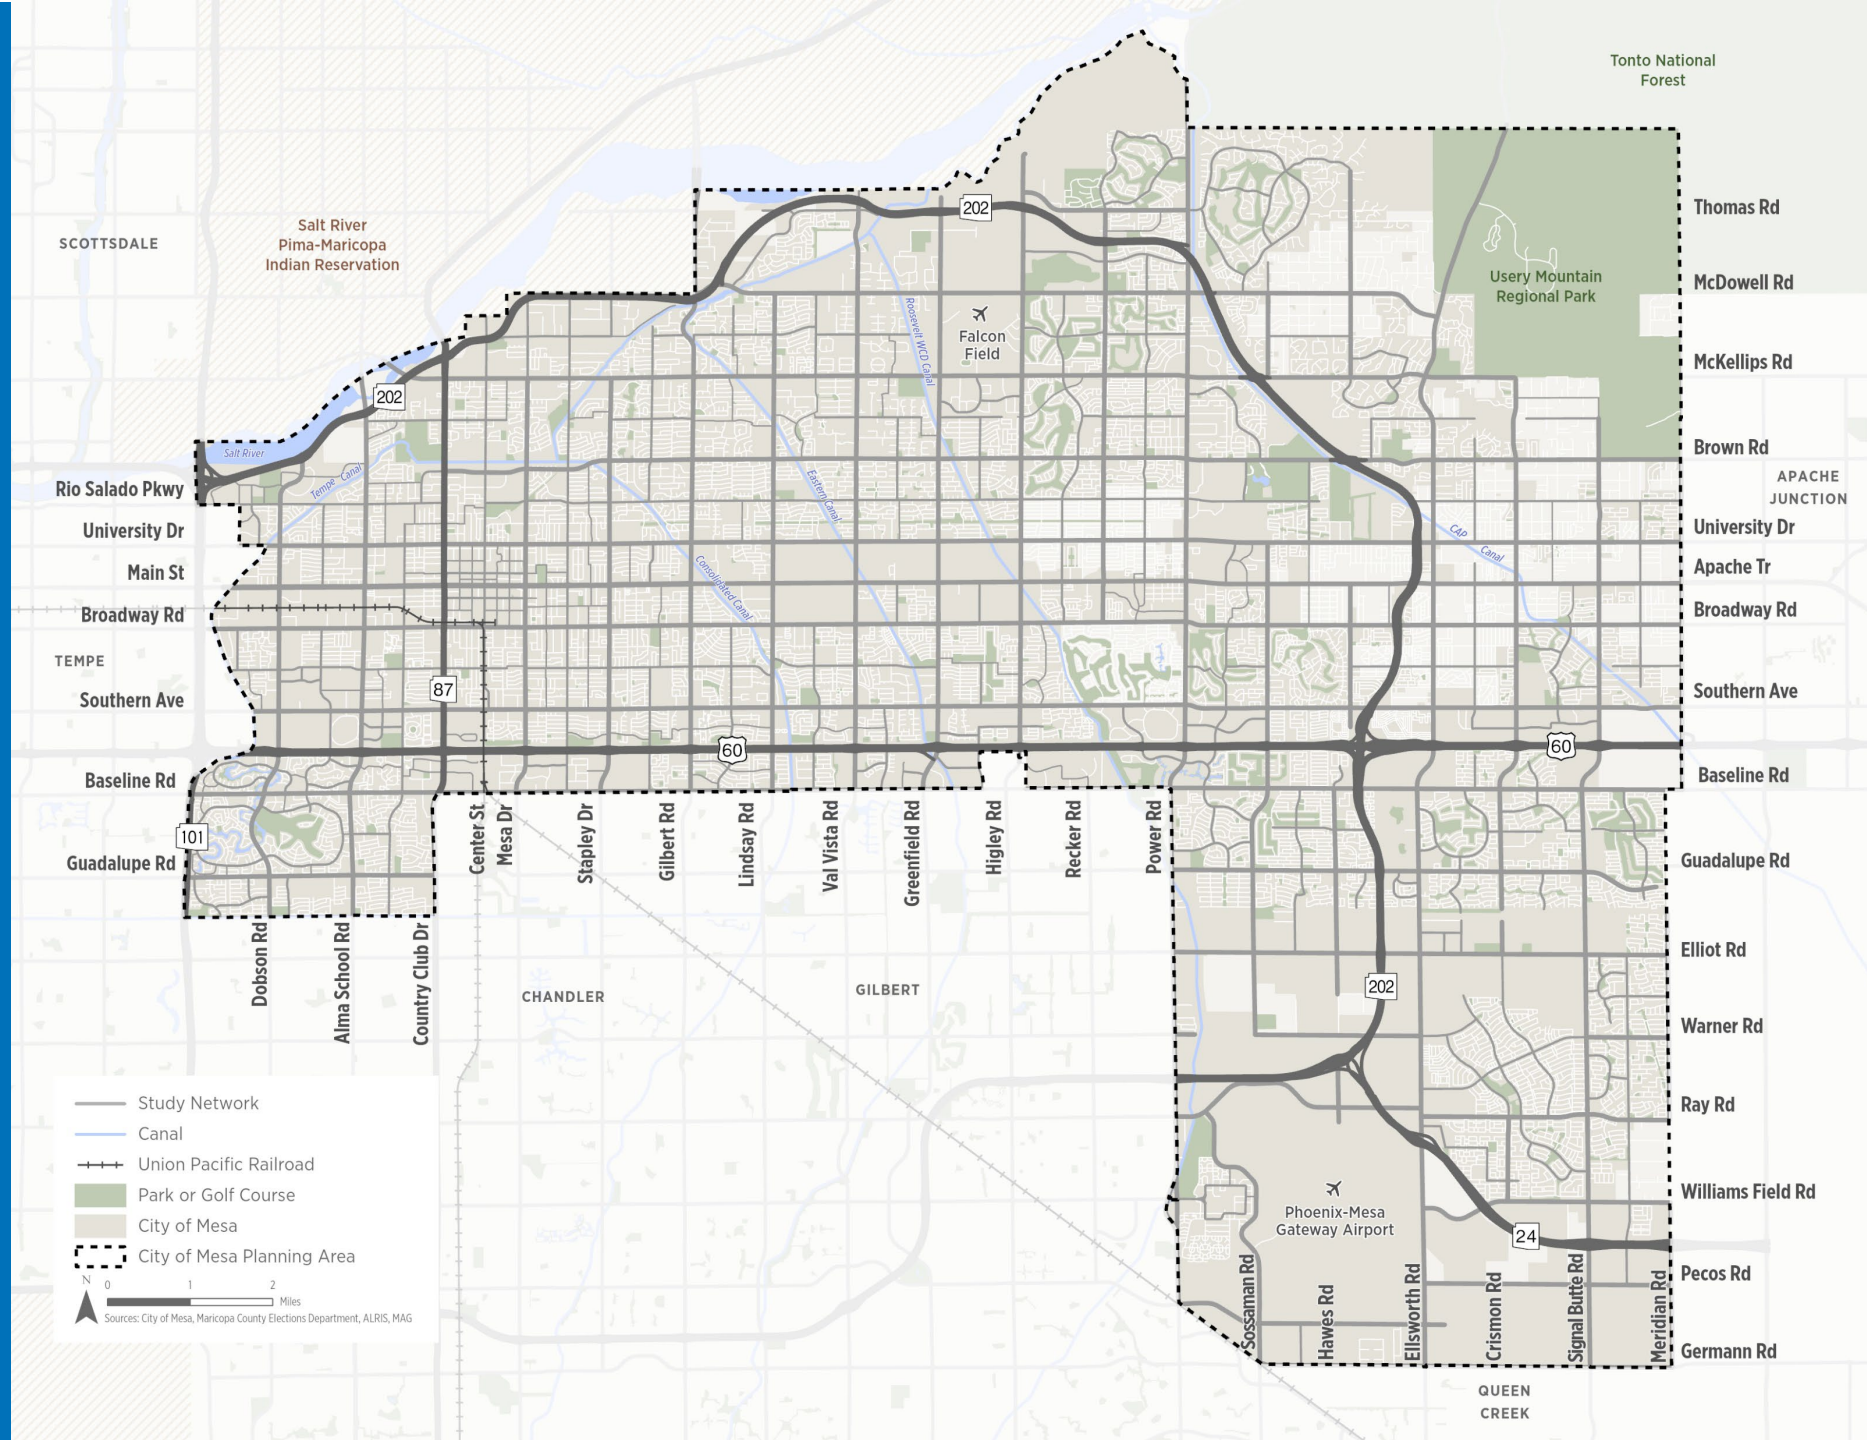 Tonto National
Forest
Thomas Rd
202
Salt River
Pima-Maricopa
Indian Reservation
SCOTTSDALE
Usery Mountain
Regional Park
McDowell Rd
Roosevelt WCD Canal
Falcon
Field
McKellips Rd
202
Brown Rd
Salt River
Tempe Canal
Eastern Canal
APACHE
JUNCTION
Rio Salado Pkwy
University Dr
University Dr
CAP Canal
Main St
Apache Tr
Consolidated Canal
Broadway Rd
Broadway Rd
TEMPE
87
Southern Ave
Southern Ave
60
60
Baseline Rd
Baseline Rd
101
Guadalupe Rd
Guadalupe Rd
Center St
Mesa Dr
Stapley Dr
Gilbert Rd
Lindsay Rd
Val Vista Rd
Greenfield Rd
Higley Rd
Recker Rd
Power Rd
Dobson Rd
Alma School Rd
Country Club Dr
Elliot Rd
CHANDLER
GILBERT
202
Warner Rd
Ray Rd
Williams Field Rd
Phoenix-Mesa
Gateway Airport
24
Pecos Rd
Sossaman Rd
Hawes Rd
Ellsworth Rd
Crismon Rd
Signal Butte Rd
Meridian Rd
Germann Rd
QUEEN
CREEK
Study Network
Canal
Union Pacific Railroad
Park or Golf Course
City of Mesa
City of Mesa Planning Area
N
0 1 2
Miles
Sources: City of Mesa, Maricopa County Elections Department, ALRIS, MAG